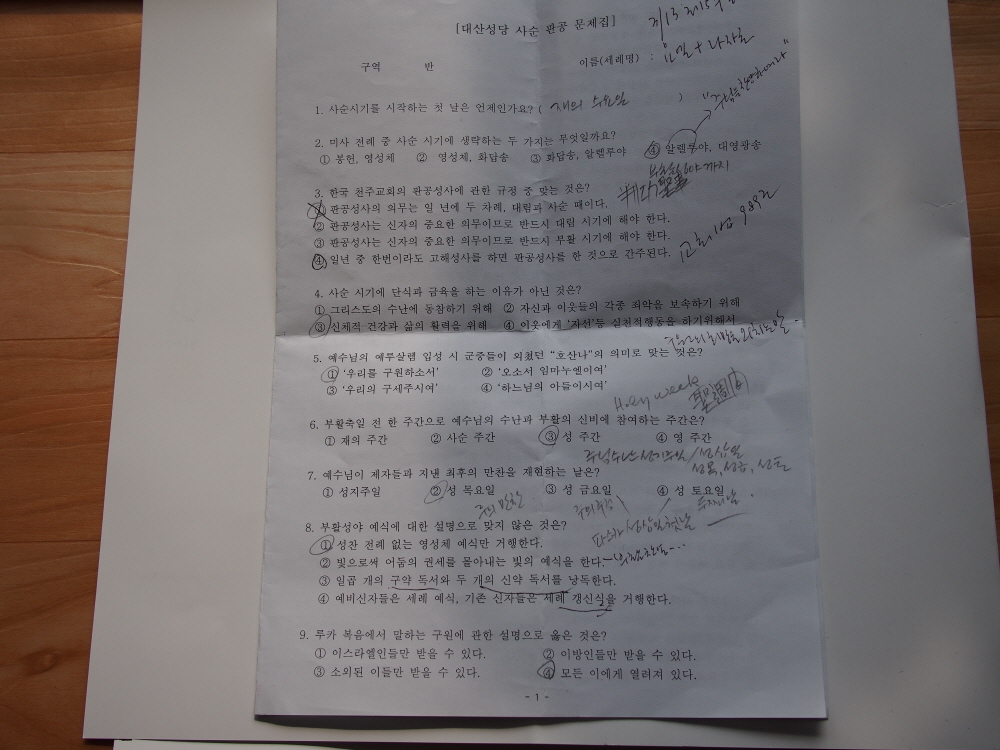 [대산성당 사순 판공 문제집]
구역 반 이름(세례명) :
1. 사순시기를 시작하는 첫 날은 언제인가요? ( 재의 수요일 )
2. 미사 전례 중 사순 시기에 생략하는 두 가지는 무엇일까요?
① 봉헌, 영성체 ② 영성체, 화답송 ③ 화답송, 알렐루야 ④ 알렐루야, 대영광송
3. 한국 천주교회의 판공성사에 관한 규정 중 맞는 것은?
① 판공성사의 의무는 일 년에 두 차례, 대림과 사순 때이다.
② 판공성사는 신자의 중요한 의무이므로 반드시 대림 시기에 해야 한다.
③ 판공성사는 신자의 중요한 의무이므로 반드시 부활 시기에 해야 한다.
④ 일년 중 한번이라도 고해성사를 하면 판공성사를 한 것으로 간주된다.
4. 사순 시기에 단식과 금육을 하는 이유가 아닌 것은?
① 그리스도의 수난에 동참하기 위해 ② 자신과 이웃들의 각종 죄악을 보속하기 위해
③ 신체적 건강과 삶의 활력을 위해 ④ 이웃에게 '자선'등 실천적행동을 하기위해서
5. 예수님의 예루살렘 입성 시 군중들이 외쳤던 "호산나"의 의미로 맞는 것은?
① '우리를 구원하소서' ② '오소서 임마누엘이여'
③ '우리의 구세주시여' ④ '하느님의 아들이시여'
Holy week
6. 부활축일 전 한 주간으로 예수님의 수난과 부활의 신비에 참여하는 주간은?
① 재의 주간 ② 사순 주간 ③ 성 주간 ④ 영 주간
7. 예수님이 제자들과 지낸 최후의 만찬을 재현하는 날은?
① 성지주일 ② 성 목요일 ③ 성 금요일 ④ 성 토요일
8. 부활성야 예식에 대한 설명으로 맞지 않은 것은?
① 성찬 전례 없는 영성체 예식만 거행한다.
② 빛으로써 어둠의 권세를 몰아내는 빛의 예식을 한다.
③ 일곱 개의 구약 독서와 두 개의 신약 독서를 낭독한다.
④ 예비신자들은 세례 예식, 기존 신자들은 세례 갱신식을 거행한다.
9. 루카 복음에서 말하는 구원에 관한 설명으로 옳은 것은?
① 이스라엘인들만 받을 수 있다. ② 이방인들만 받을 수 있다.
③ 소외된 이들만 받을 수 있다. ④ 모든 이에게 열려져 있다.
- 1 -